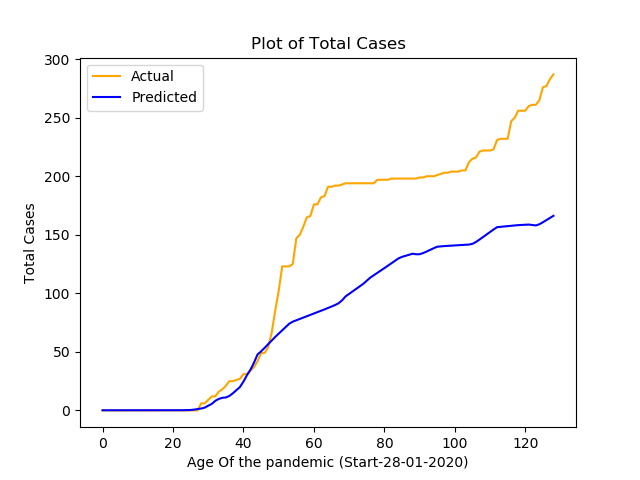 Plot of Total Cases
Actual
Predicted
300
250
200
150
100
50
0
Total Cases
0 20 40 60 80 100 120
Age Of the pandemic (Start-28-01-2020)